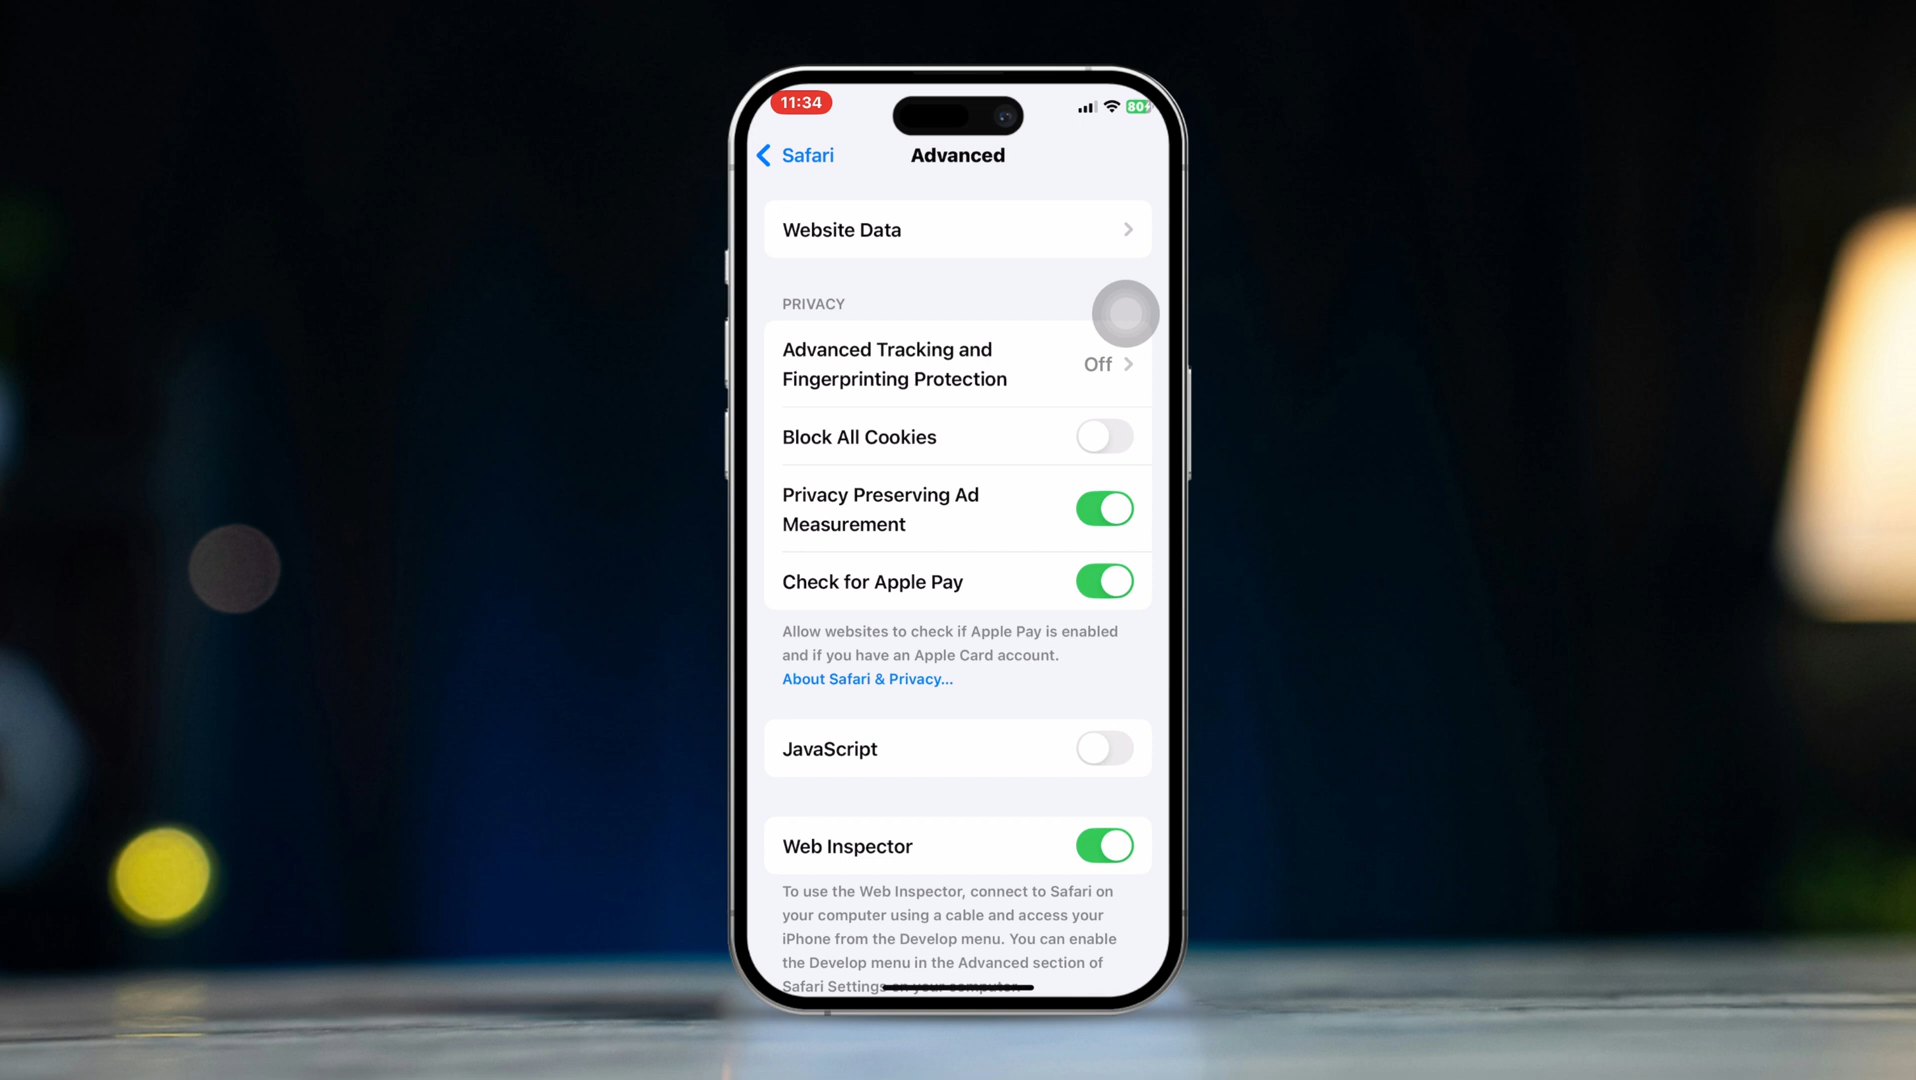 11:34
80
Safari
Advanced
Website Data
PRIVACY
Advanced Tracking and
Fingerprinting Protection
Off
Block All Cookies
Privacy Preserving Ad
Measurement
Check for Apple Pay
Allow websites to check if Apple Pay is enabled
and if you have an Apple Card account.
About Safari & Privacy...
JavaScript
Web Inspector
To use the Web Inspector, connect to Safari on
your computer using a cable and access your
iPhone from the Develop menu. You can enable
the Develop menu in the Advanced section of
Safari Settings on your computer.